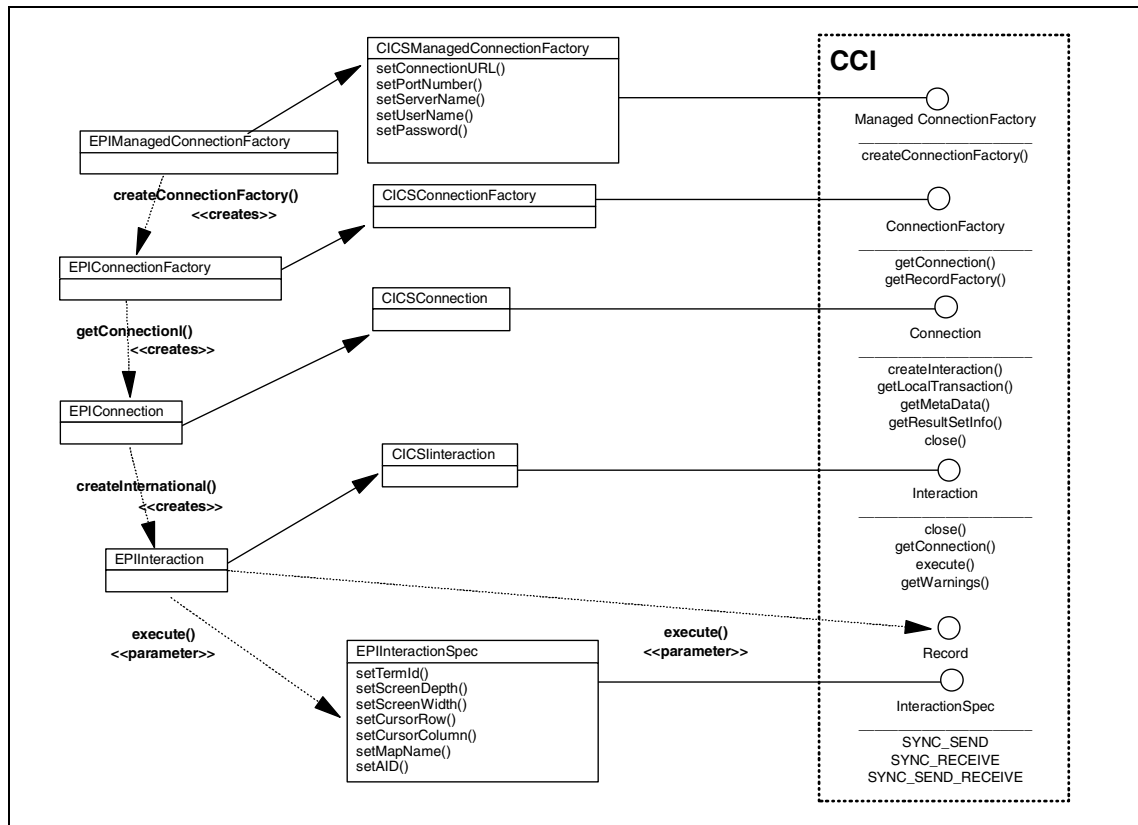 CICSManagedConnectionFactory
setConnectionURL()
setPortNumber()
setServerName()
setUserName()
setPassword()
EPIManagedConnectionFactory
createConnectionFactory()
<<creates>>
CICSConnectionFactory
EPIConnectionFactory
getConnectionI()
<<creates>>
CICSConnection
EPIConnection
createInternational()
<<creates>>
CICSIinteraction
EPIInteraction
execute()
<<parameter>>
EPIInteractionSpec
setTermId()
setScreenDepth()
setScreenWidth()
setCursorRow()
setCursorColumn()
setMapName()
setAID()
execute()
<<parameter>>
CCI
Managed ConnectionFactory
createConnectionFactory()
ConnectionFactory
getConnection()
getRecordFactory()
Connection
createInteraction()
getLocalTransaction()
getMetaData()
getResultSetInfo()
close()
Interaction
close()
getConnection()
execute()
getWarnings()
Record
InteractionSpec
SYNC_SEND
SYNC_RECEIVE
SYNC_SEND_RECEIVE